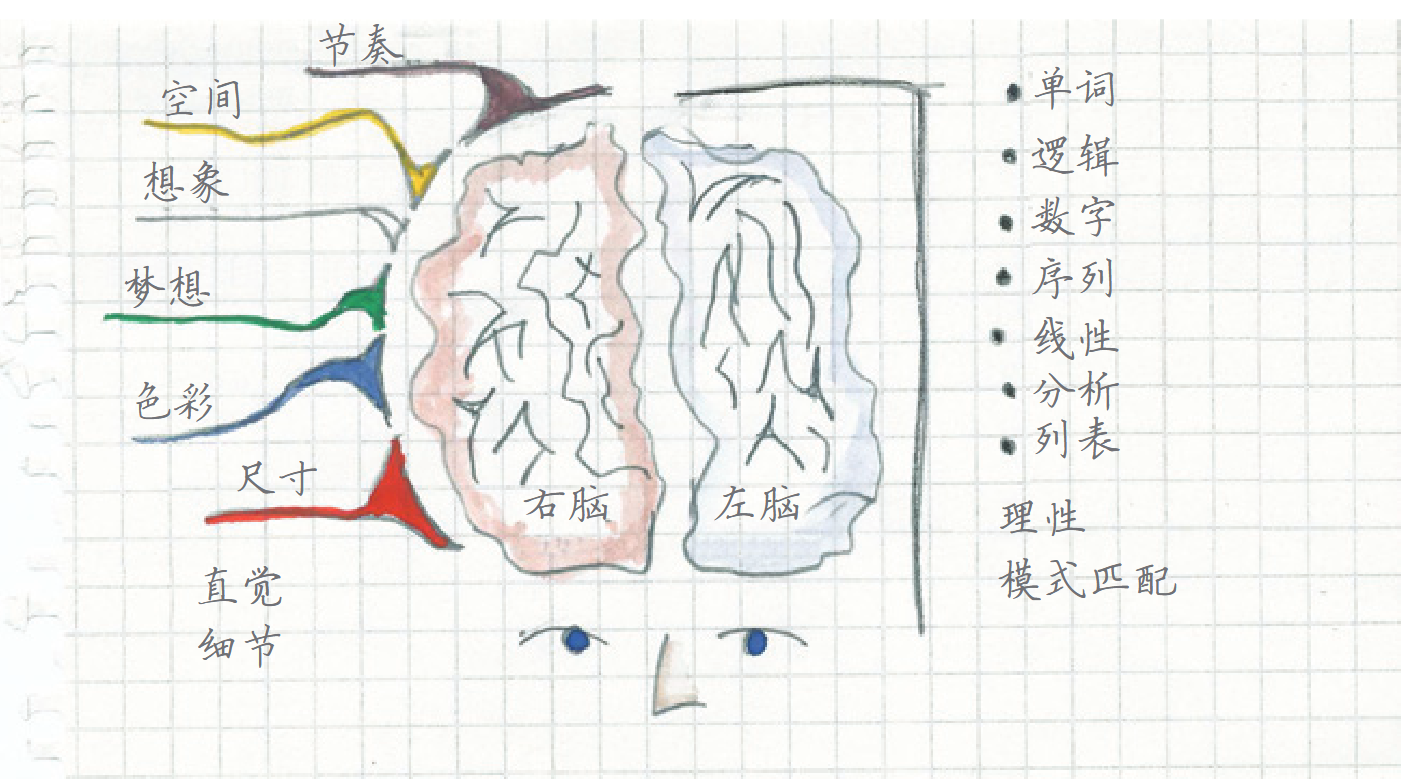 节奏
空间
想象
梦想
色彩
尺寸
直觉
细节
右脑
左脑
单词
逻辑
数字
序列
线性
分析
列表
理性
模式匹配